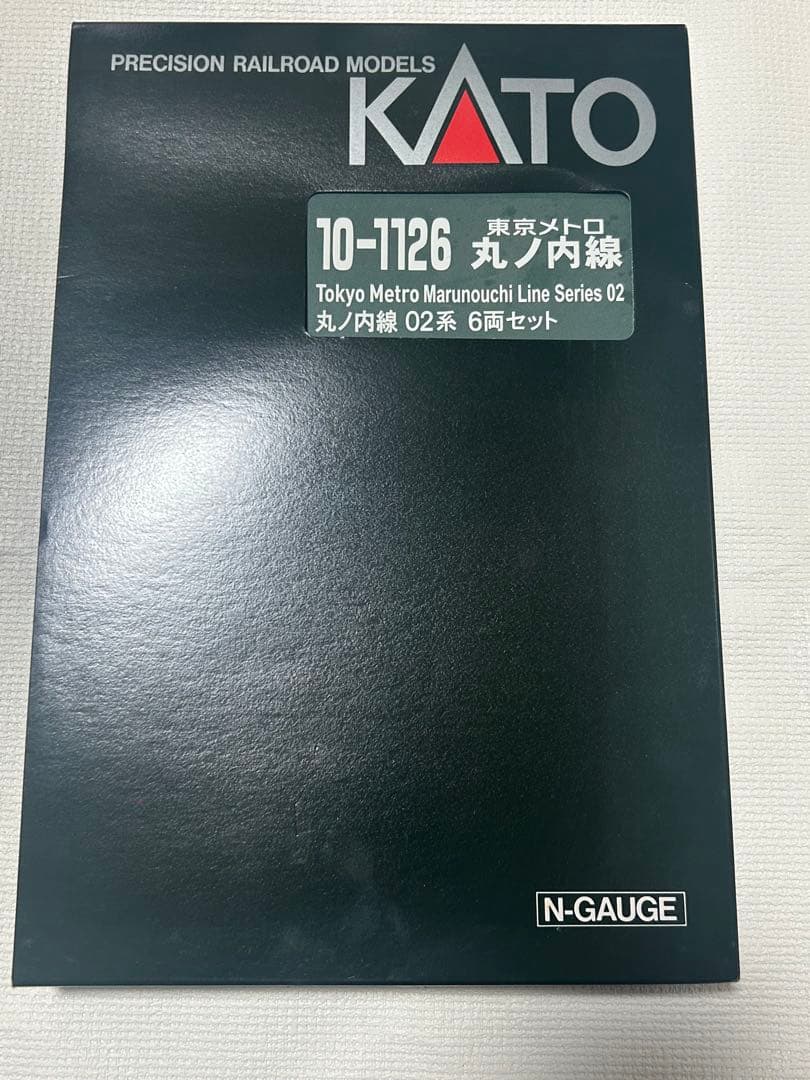 PRECISION RAILROAD MODELS
KATO
10-1126 東京メトロ 丸ノ内線
Tokyo Metro Marunouchi Line Series 02
丸ノ内線 02系 6両セット
N-GAUGE